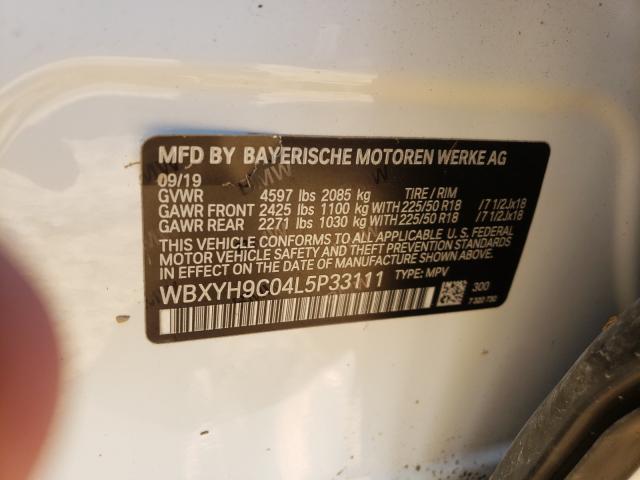 MFD BY BAYERISCHE MOTOREN WERKE AG
09/19
GVWR 4597 lbs 2085 kg TIRE / RIM
GAWR FRONT 2425 lbs 1100 kg WITH 225/50 R18 /7 1/2Jx18
GAWR REAR 2271 lbs 1030 kg WITH 225/50 R18 /7 1/2Jx18
THIS VEHICLE CONFORMS TO ALL APPLICABLE U.S. FEDERAL
MOTOR VEHICLE SAFETY AND THEFT PREVENTION STANDARDS
IN EFFECT ON THE DATE OF MANUFACTURE SHOWN ABOVE.
WBXYH9C04L5P33111 TYPE: MPV
300